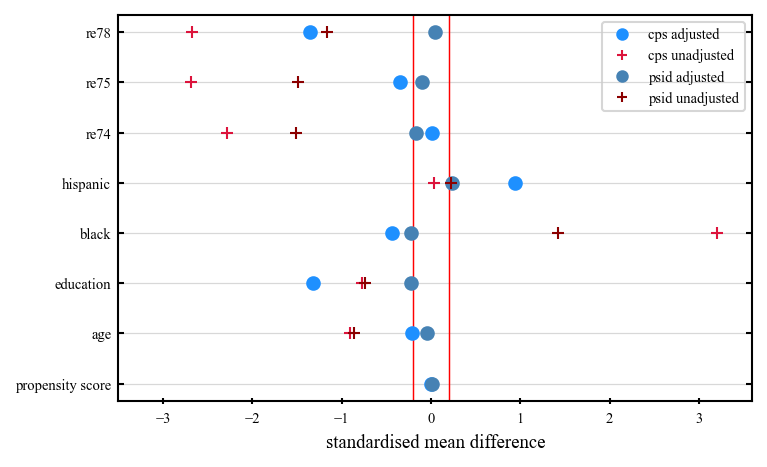 re78
re75
re74
hispanic
black
education
age
propensity score
cps adjusted
cps unadjusted
psid adjusted
psid unadjusted
−3 −2 −1 0 1 2 3
standardised mean difference